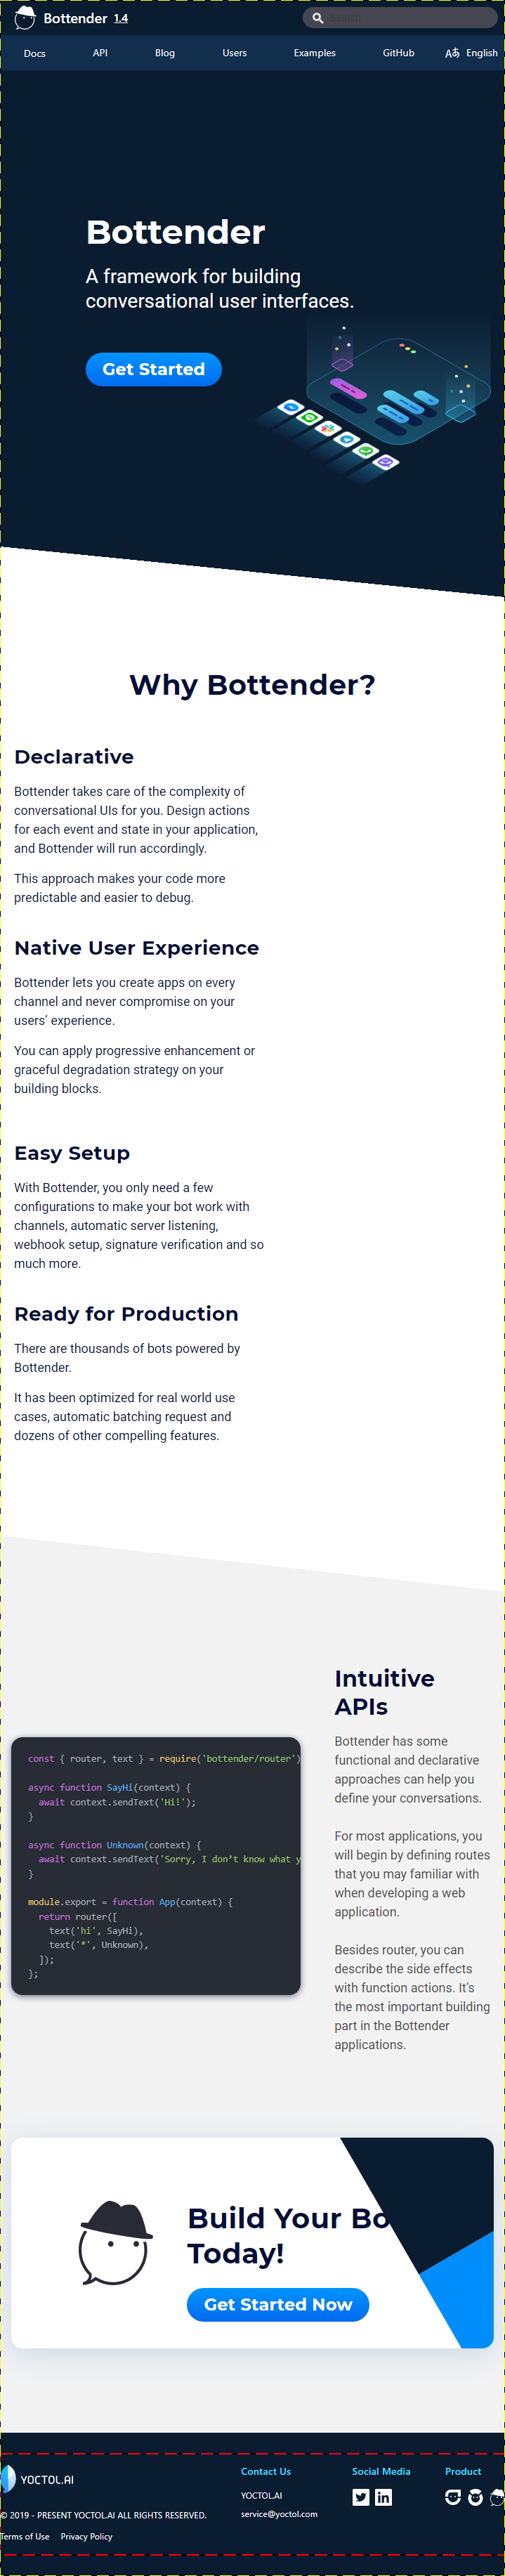 Bottender 1.4
Search
Docs API Blog Users Examples GitHub Aあ English
Bottender
A framework for building
conversational user interfaces.
Get Started
Why Bottender?
Declarative
Bottender takes care of the complexity of
conversational UIs for you. Design actions
for each event and state in your application,
and Bottender will run accordingly.
This approach makes your code more
predictable and easier to debug.
Native User Experience
Bottender lets you create apps on every
channel and never compromise on your
users’ experience.
You can apply progressive enhancement or
graceful degradation strategy on your
building blocks.
Easy Setup
With Bottender, you only need a few
configurations to make your bot work with
channels, automatic server listening,
webhook setup, signature verification and so
much more.
Ready for Production
There are thousands of bots powered by
Bottender.
It has been optimized for real world use
cases, automatic batching request and
dozens of other compelling features.
const { router, text } = require('bottender/router')
async function SayHi(context) {
await context.sendText('Hi!');
}
async function Unknown(context) {
await context.sendText('Sorry, I don’t know what y
}
module.export = function App(context) {
return router([
text('hi', SayHi),
text('*', Unknown),
]);
};
Intuitive
APIs
Bottender has some
functional and declarative
approaches can help you
define your conversations.
For most applications, you
will begin by defining routes
that you may familiar with
when developing a web
application.
Besides router, you can
describe the side effects
with function actions. It’s
the most important building
part in the Bottender
applications.
Build Your Bo
Today!
Get Started Now
YOCTOL.AI
© 2019 - PRESENT YOCTOL.AI ALL RIGHTS RESERVED.
Terms of Use Privacy Policy
Contact Us
YOCTOL.AI
service@yoctol.com
Social Media
Product